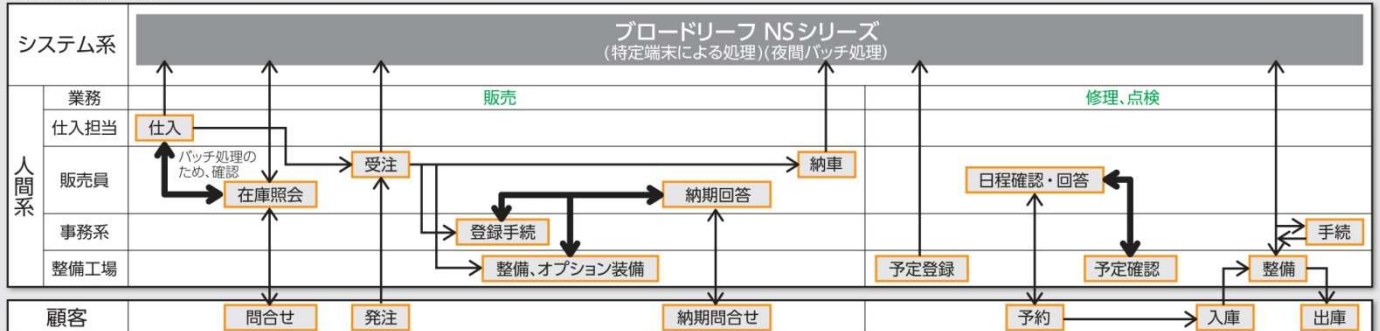 システム系
ブロードリーフ NSシリーズ
(特定端末による処理)(夜間バッチ処理)
人間系
業務
販売
修理、点検
仕入担当
仕入
販売員
バッチ処理の
ため、確認
在庫照会
受注
納期回答
納車
日程確認・回答
事務系
登録手続
手続
整備工場
整備、オプション装備
予定登録
予定確認
整備
顧客
問合せ
発注
納期問合せ
予約
入庫
出庫